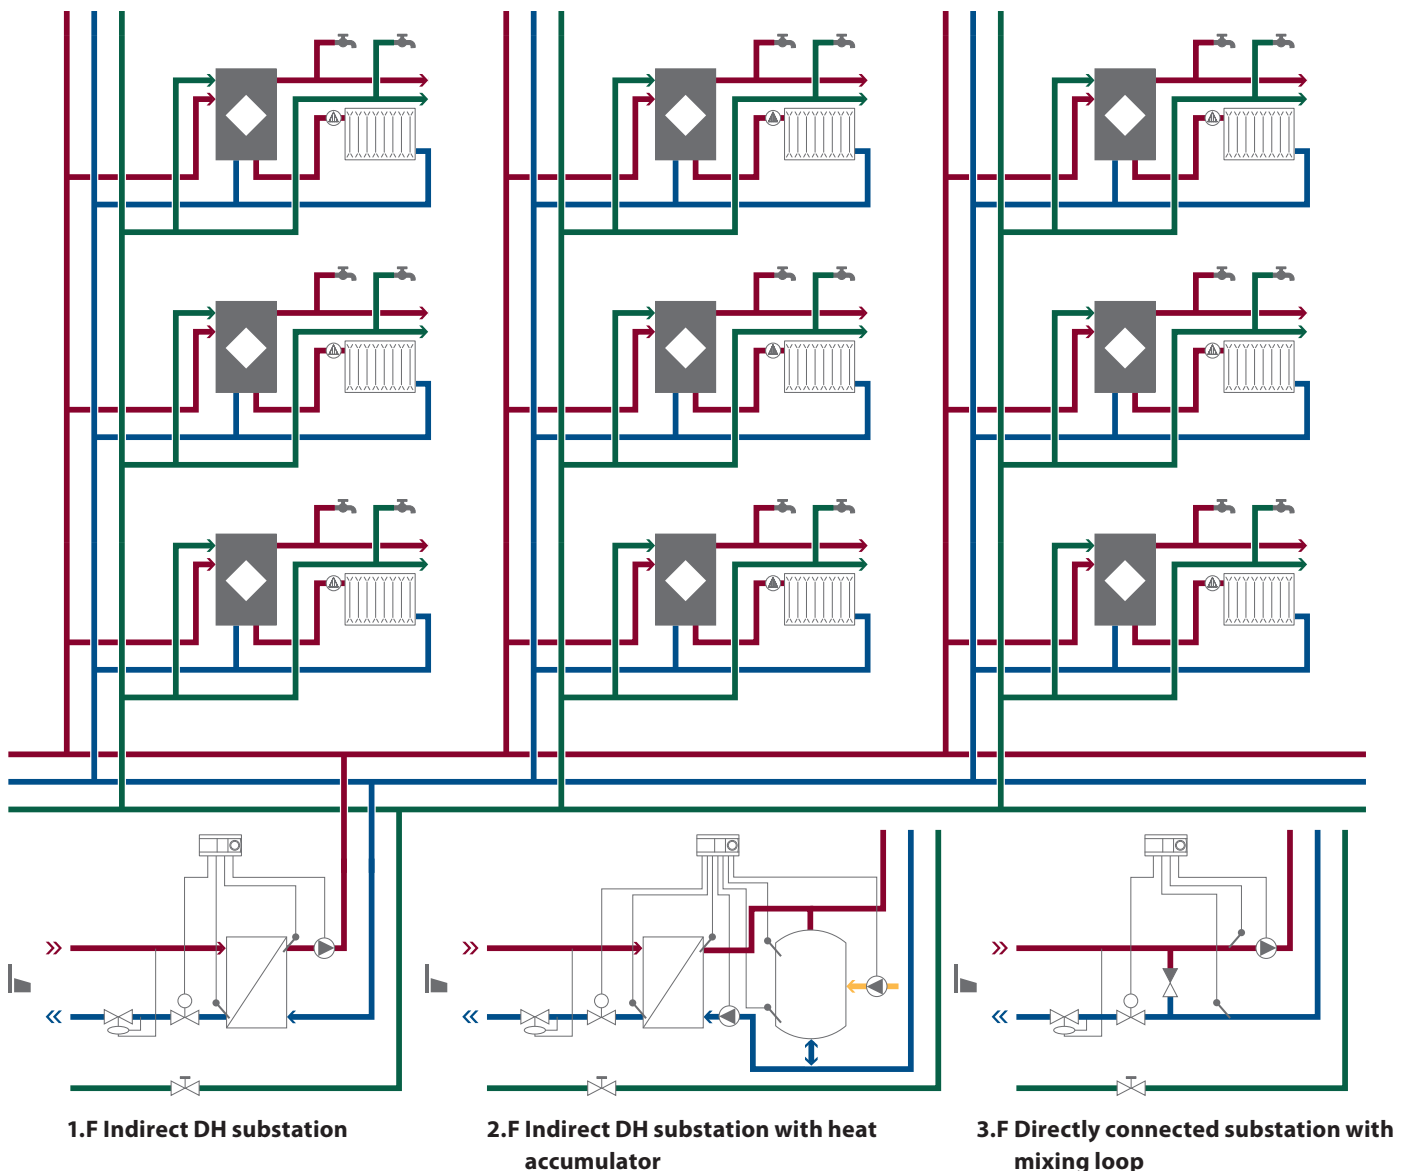 1.F Indirect DH substation
2.F Indirect DH substation with heat
accumulator
3.F Directly connected substation with
mixing loop